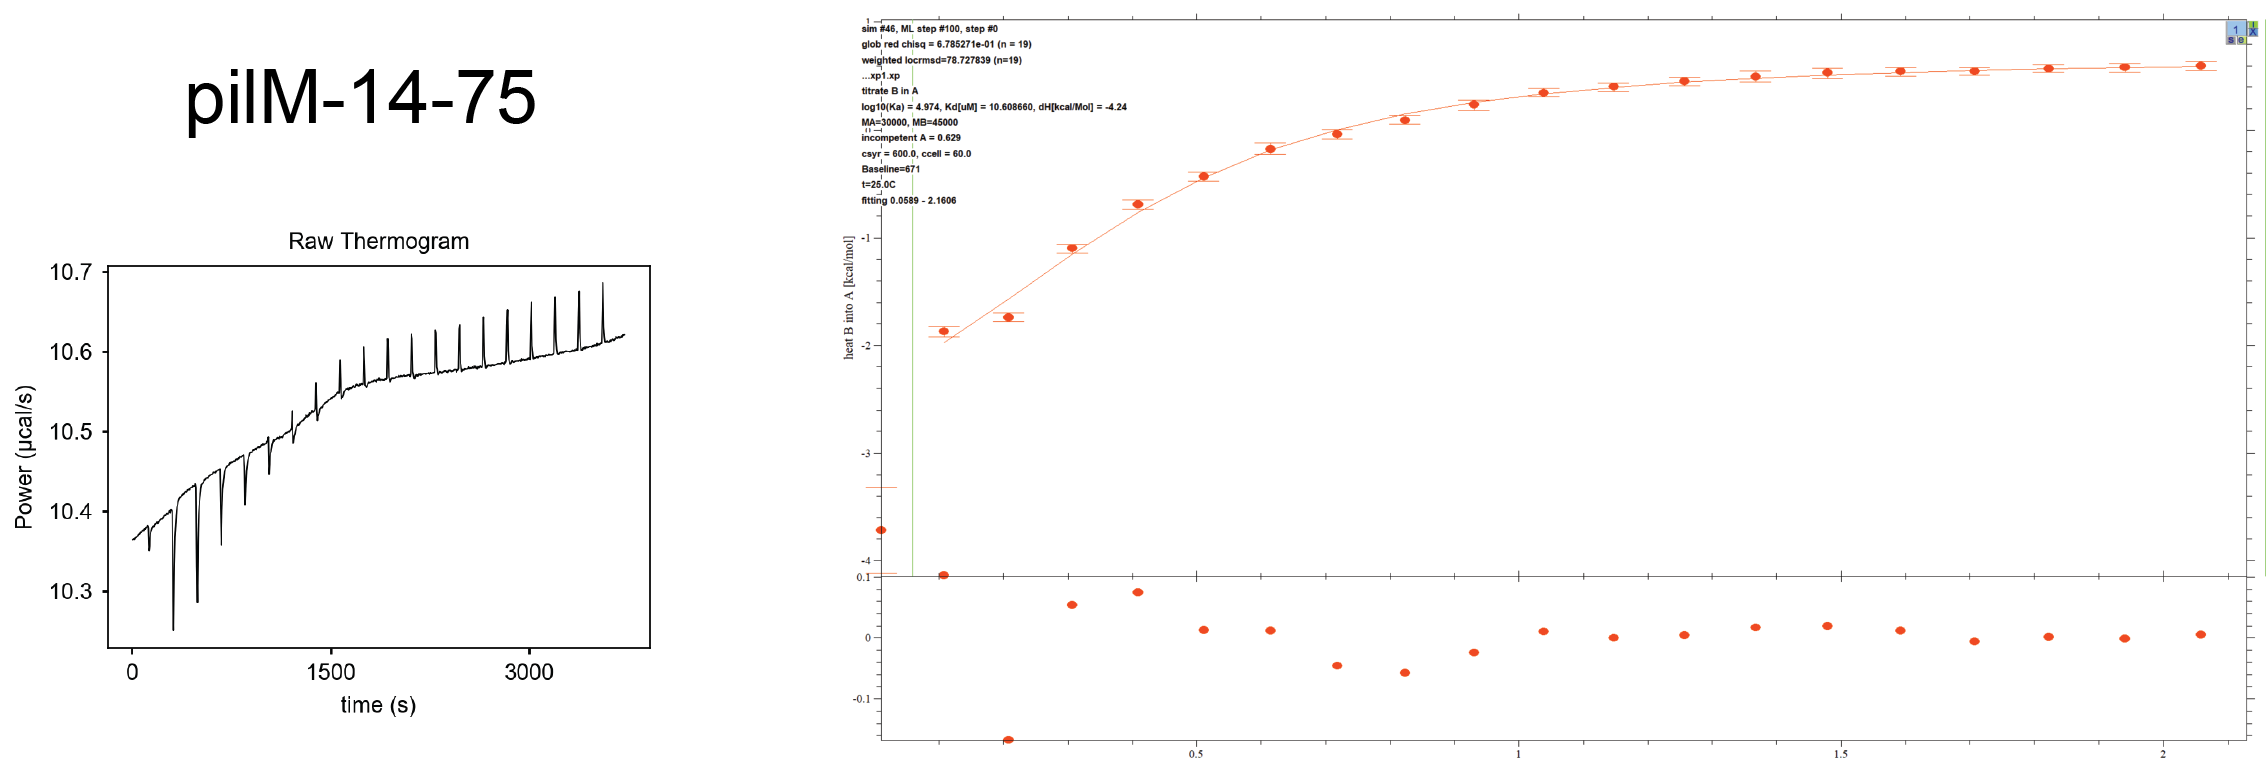 pilM-14-75
Raw Thermogram
10.7
10.6
10.5
10.4
10.3
Power (µcal/s)
0
1500
3000
time (s)
sim #46, ML step #100, step #0
glob red chisq = 6.785271e-01 (n = 19)
weighted locrmsd=78.727839 (n=19)
...xp1.xp
titrate B in A
log10(Ka) = 4.974, Kd[uM] = 10.608660, dH[kcal/Mol] = -4.24
MA=30000, MB=45000
incompetent A = 0.629
csyr = 600.0, ccell = 60.0
Baseline=671
t=25.0C
fitting 0.0589 - 2.1606
1
0
-1
-2
-3
-4
heat B into A [kcal/mol]
0.1
0
-0.1
0.5
1
1.5
2
1
s
e
X